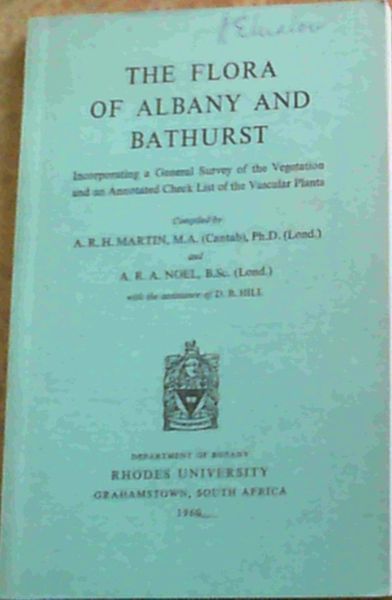 THE FLORA
OF ALBANY AND
BATHURST
Incorporating a General Survey of the Vegetation
and an Annotated Check List of the Vascular Plants
Compiled by
A. R. H. MARTIN, M.A. (Cantab), Ph.D. (Lond.)
and
A. R. A. NOEL, B.Sc. (Lond.)
with the assistance of D. B. HILL
DEPARTMENT OF BOTANY
RHODES UNIVERSITY
GRAHAMSTOWN, SOUTH AFRICA
1960